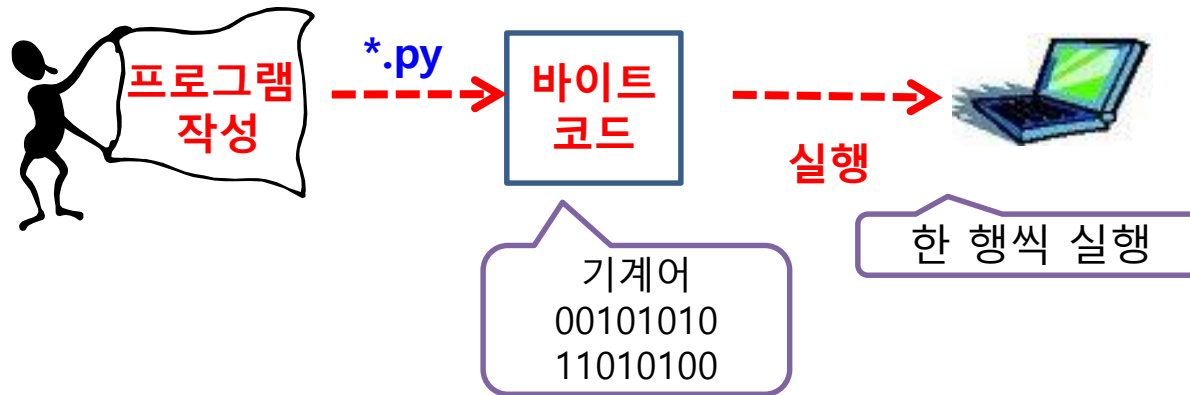 프로그램
작성
*.py
바이트
코드
실행
기계어
00101010
11010100
한 행씩 실행